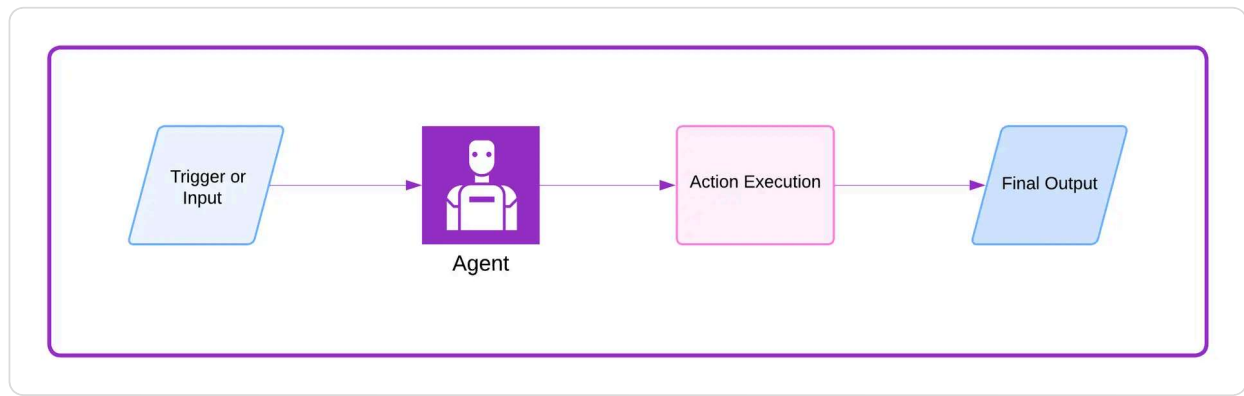 Trigger or
Input
Agent
Action Execution
Final Output